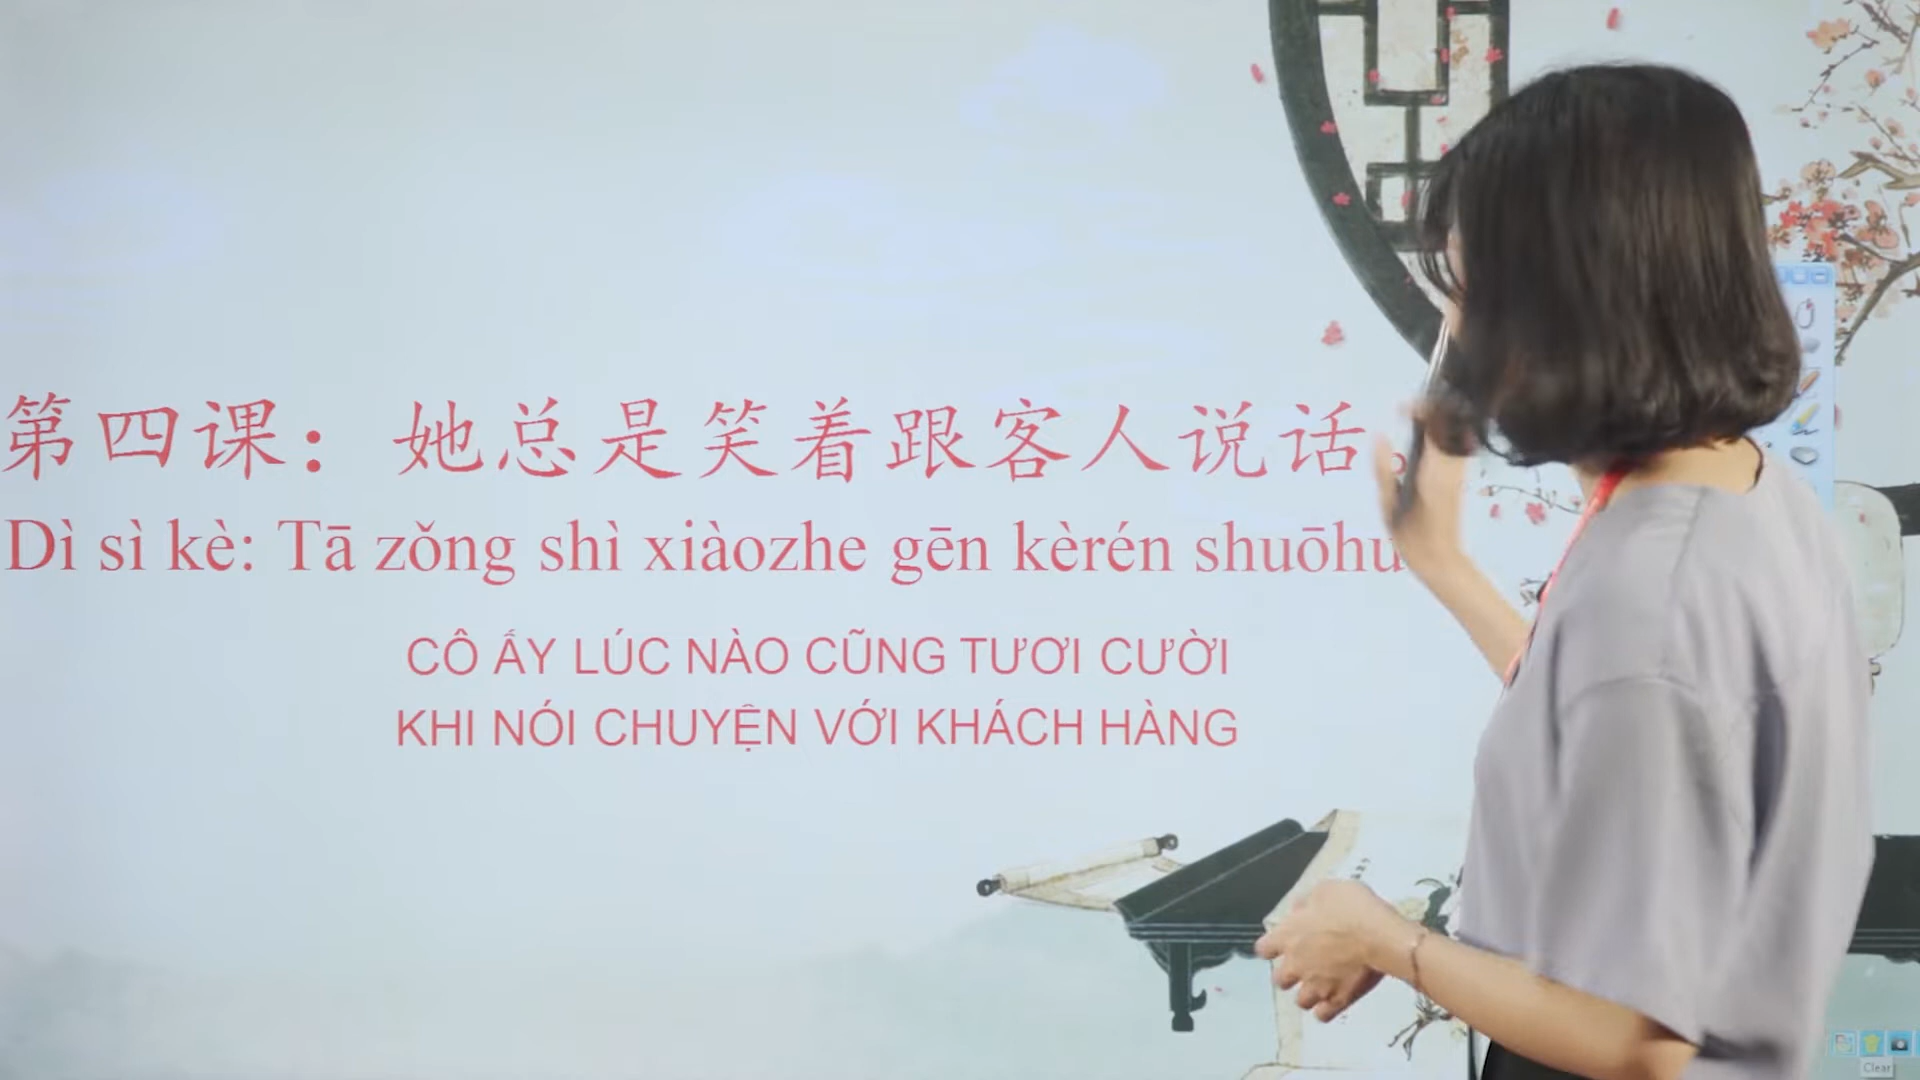 第四课：她总是笑着跟客人说话。
Dì sì kè: Tā zǒng shì xiàozhe gēn kèrén shuōhu
CÔ ẤY LÚC NÀO CŨNG TƯƠI CƯỜI
KHI NÓI CHUYỆN VỚI KHÁCH HÀNG
Clear